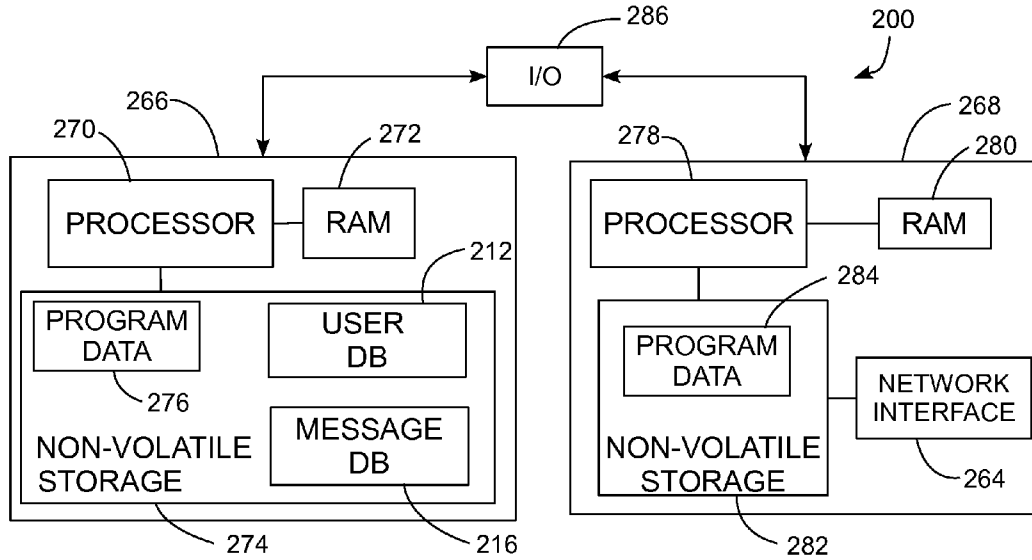 286
200
I/O
266
268
270
272
278
280
PROCESSOR
RAM
PROCESSOR
RAM
212
284
PROGRAM
DATA
USER
DB
PROGRAM
DATA
276
NETWORK
INTERFACE
MESSAGE
DB
NON-VOLATILE
STORAGE
NON-VOLATILE
STORAGE
264
274
216
282